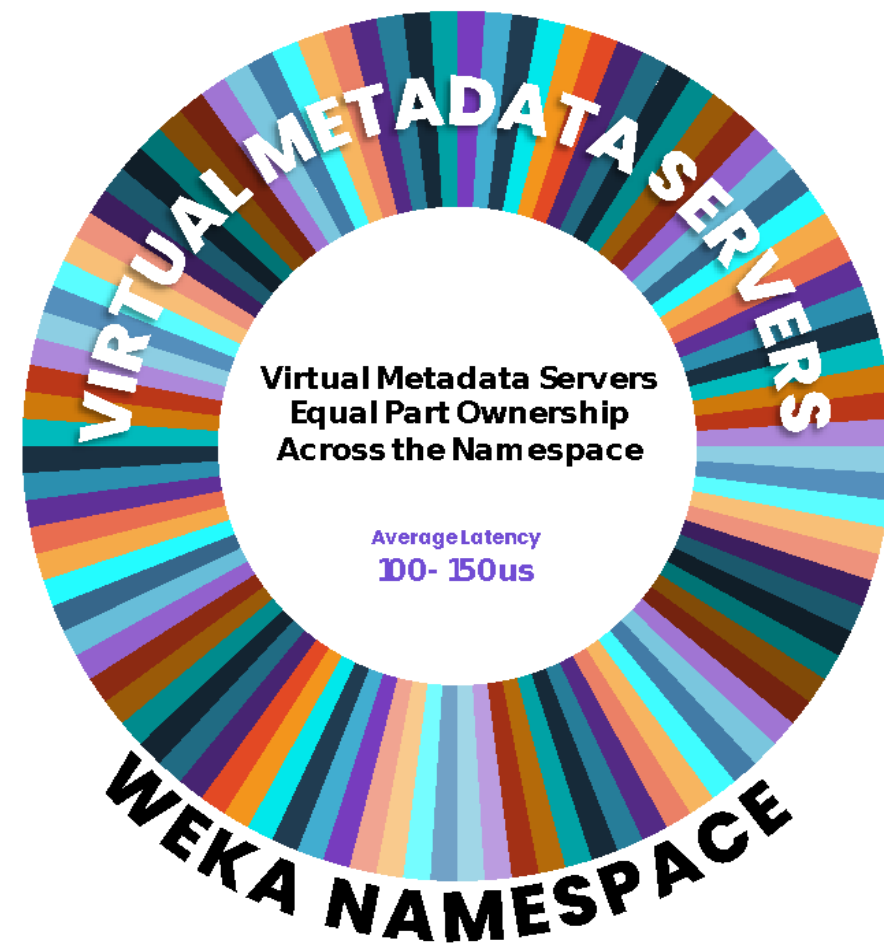 VIRTUAL METADATA SERVERS
Virtual Metadata Servers
Equal Part Ownership
Across the Namespace
Average Latency
100- 150us
WEKA NAMESPACE